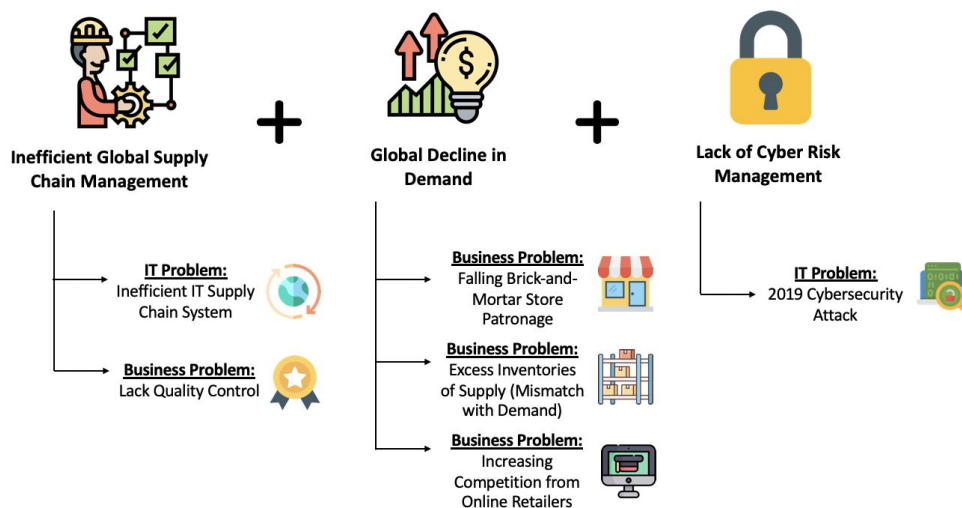 Inefficient Global Supply
Chain Management
IT Problem:
Inefficient IT Supply
Chain System
Business Problem:
Lack Quality Control
$
Global Decline in
Demand
Business Problem:
Falling Brick-and-
Mortar Store
Patronage
Business Problem:
Excess Inventories
of Supply (Mismatch
with Demand)
Business Problem:
Increasing
Competition from
Online Retailers
Lack of Cyber Risk
Management
IT Problem:
2019 Cybersecurity
Attack